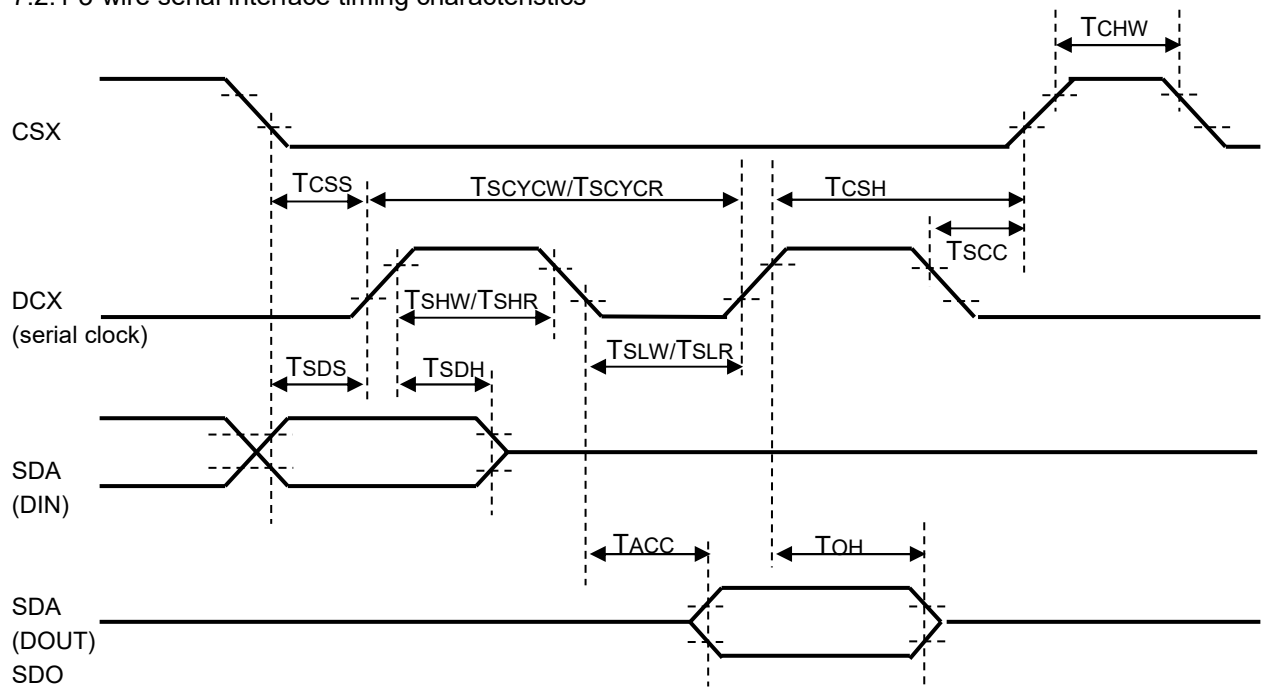 7.2.1 3-wire serial interface timing characteristics
TCHW
CSX
TCSS
TSCYCW/TSCYCR
TCSH
TSCC
DCX
(serial clock)
TSHW/TSHR
TSLW/TSLR
TSDS
TSDH
SDA
(DIN)
TACC
TOH
SDA
(DOUT)
SDO